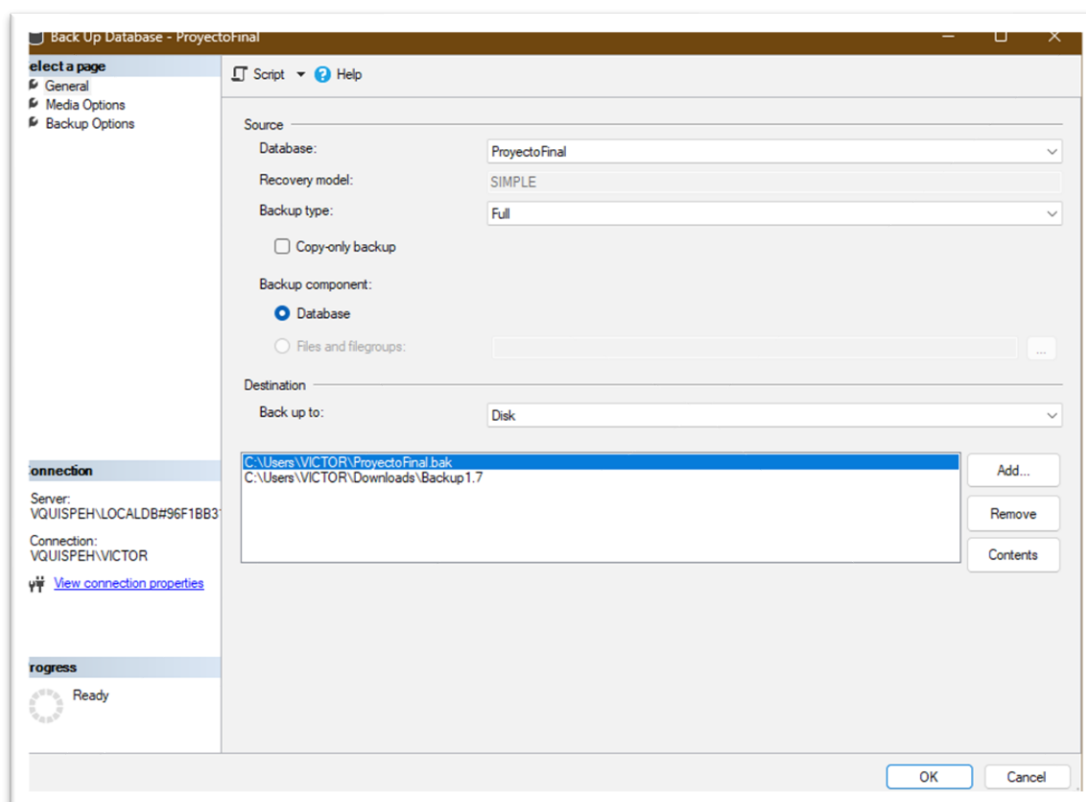 Back Up Database - ProyectoFinal
elect a page
General
Media Options
Backup Options
Script
Help
Source
Database:
ProyectoFinal
Recovery model:
SIMPLE
Backup type:
Full
Copy-only backup
Backup component:
Database
Files and filegroups:
...
Destination
Back up to:
Disk
C:\Users\VICTOR\ProyectoFinal.bak
C:\Users\VICTOR\Downloads\Backup1.7
Add...
Remove
Contents
onnection
Server:
VQUISPEH\LOCALDB#96F1BB3
Connection:
VQUISPEH\VICTOR
View connection properties
rogress
Ready
OK
Cancel